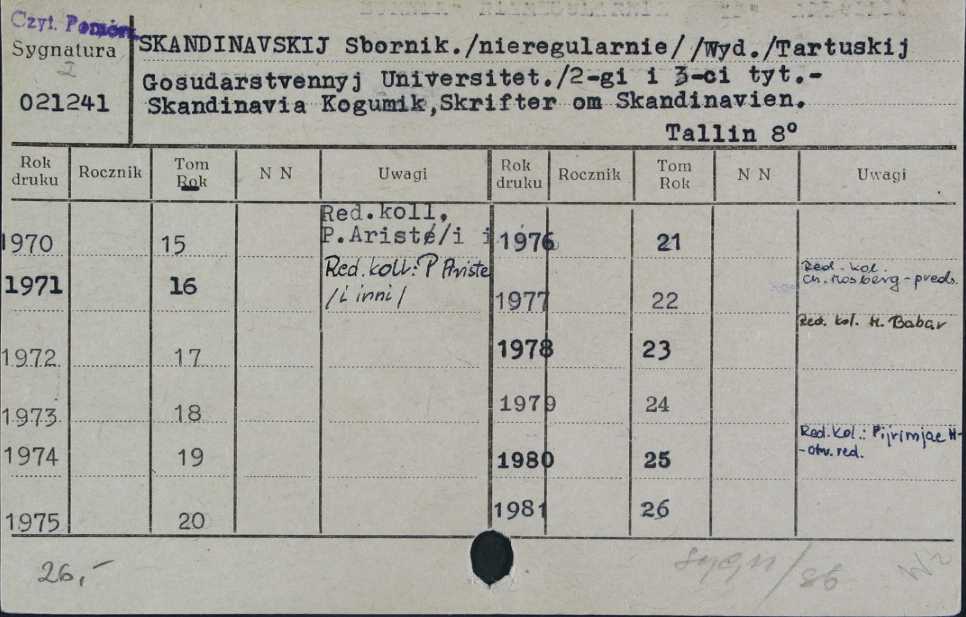 Czyt. Pomorz.
Sygnatura
I
021241
SKANDINAVSKIJ Sbornik./nieregularnie/ /Wyd./Tartuskij
Gosudarstvennyj Universitet./2-gi i 3-ci tyt.-
Skandinavia Kogumik,Skrifter om Skandinavien.
Tallin 8°
Rok druku Rocznik Tom Rok N N Uwagi Rok druku Rocznik Tom Rok N N Uwagi
Red.koll,
1970 15 P.Ariste/i i 1976 21
1971 16 Red.koll: P Ariste
/i inni/
1977 22 Red. kol.
Ch. Mosberg - preds.
1972 17 1978 23 Red. kol. H. Babar
1973 18 1979 24
1974 19 1980 25 Red. Kol.: Pijrimjae H-
-otv. red.
1975 20 1981 26
26,-